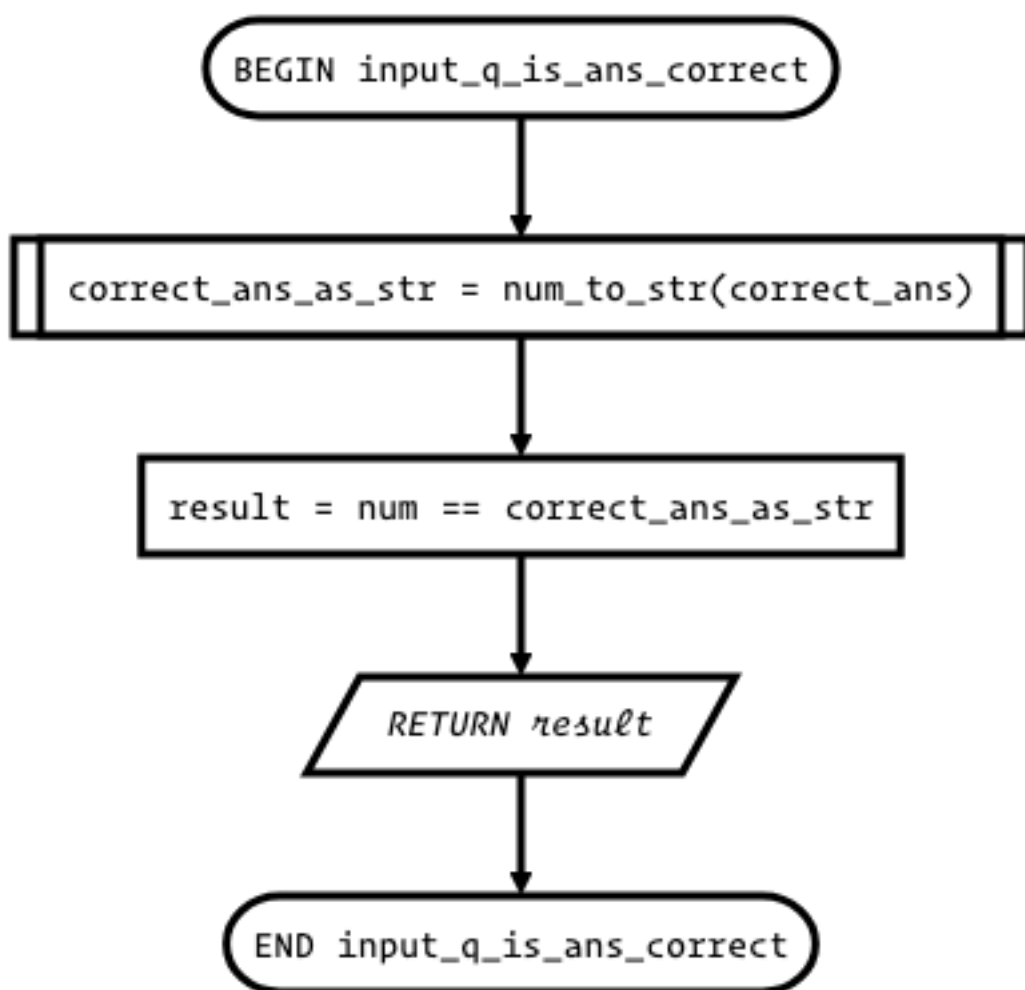 BEGIN input_q_is_ans_correct
correct_ans_as_str = num_to_str(correct_ans)
result = num == correct_ans_as_str
RETURN result
END input_q_is_ans_correct